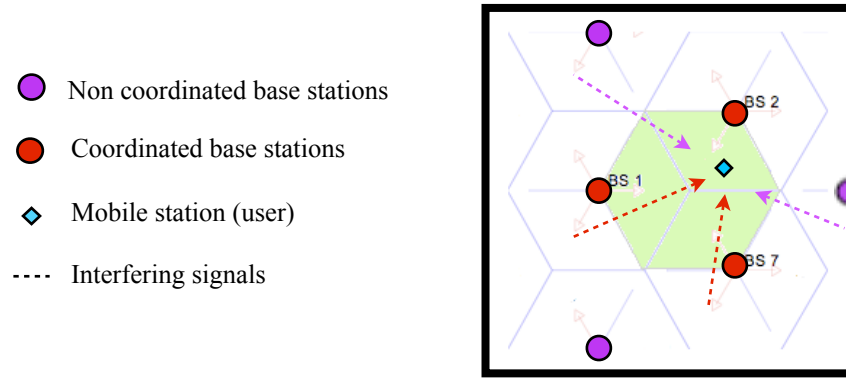 Non coordinated base stations
Coordinated base stations
Mobile station (user)
Interfering signals
BS 2
BS 1
BS 7